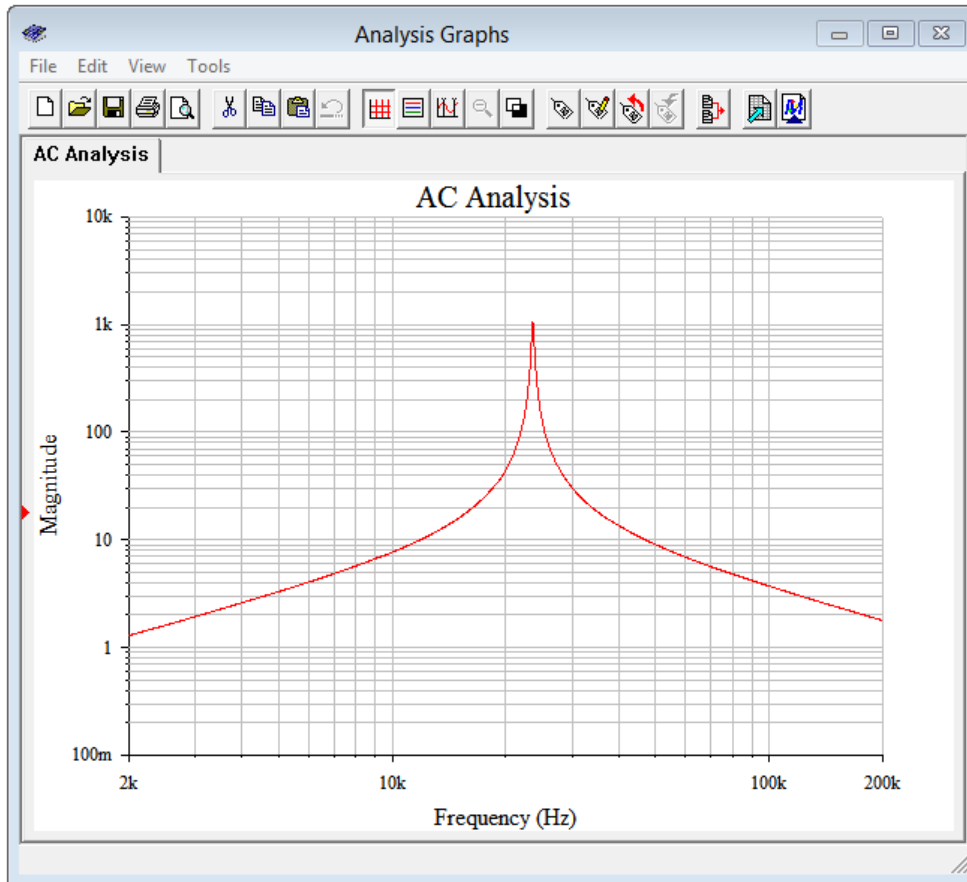 Analysis Graphs
File Edit View Tools
AC Analysis
AC Analysis
10k
1k
100
10
1
100m
Magnitude
2k 10k 100k 200k
Frequency (Hz)